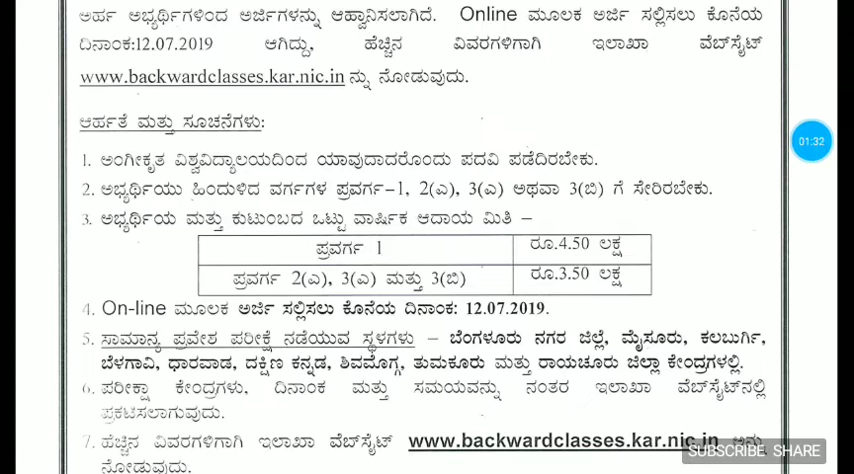 ಅರ್ಹ ಅಭ್ಯರ್ಥಿಗಳಿಂದ ಅರ್ಜಿಗಳನ್ನು ಆಹ್ವಾನಿಸಲಾಗಿದೆ. Online ಮೂಲಕ ಅರ್ಜಿ ಸಲ್ಲಿಸಲು ಕೊನೆಯ
ದಿನಾಂಕ:12.07.2019 ಆಗಿದ್ದು, ಹೆಚ್ಚಿನ ವಿವರಗಳಿಗಾಗಿ ಇಲಾಖಾ ವೆಬ್‌ಸೈಟ್
www.backwardclasses.kar.nic.in ನ್ನು ನೋಡುವುದು.
ಅರ್ಹತೆ ಮತ್ತು ಸೂಚನೆಗಳು:
1. ಅಂಗೀಕೃತ ವಿಶ್ವವಿದ್ಯಾಲಯದಿಂದ ಯಾವುದಾದರೊಂದು ಪದವಿ ಪಡೆದಿರಬೇಕು.
2. ಅಭ್ಯರ್ಥಿಯು ಹಿಂದುಳಿದ ವರ್ಗಗಳ ಪ್ರವರ್ಗ-1, 2(ಎ), 3(ಎ) ಅಥವಾ 3(ಬಿ) ಗೆ ಸೇರಿರಬೇಕು.
3. ಅಭ್ಯರ್ಥಿಯ ಮತ್ತು ಕುಟುಂಬದ ಒಟ್ಟು ವಾರ್ಷಿಕ ಆದಾಯ ಮಿತಿ –
ಪ್ರವರ್ಗ 1 ರೂ.4.50 ಲಕ್ಷ
ಪ್ರವರ್ಗ 2(ಎ), 3(ಎ) ಮತ್ತು 3(ಬಿ) ರೂ.3.50 ಲಕ್ಷ
4. On-line ಮೂಲಕ ಅರ್ಜಿ ಸಲ್ಲಿಸಲು ಕೊನೆಯ ದಿನಾಂಕ: 12.07.2019.
5. ಸಾಮಾನ್ಯ ಪ್ರವೇಶ ಪರೀಕ್ಷೆ ನಡೆಯುವ ಸ್ಥಳಗಳು – ಬೆಂಗಳೂರು ನಗರ ಜಿಲ್ಲೆ, ಮೈಸೂರು, ಕಲಬುರ್ಗಿ,
ಬೆಳಗಾವಿ, ಧಾರವಾಡ, ದಕ್ಷಿಣ ಕನ್ನಡ, ಶಿವಮೊಗ್ಗ, ತುಮಕೂರು ಮತ್ತು ರಾಯಚೂರು ಜಿಲ್ಲಾ ಕೇಂದ್ರಗಳಲ್ಲಿ.
6. ಪರೀಕ್ಷಾ ಕೇಂದ್ರಗಳು, ದಿನಾಂಕ ಮತ್ತು ಸಮಯವನ್ನು ನಂತರ ಇಲಾಖಾ ವೆಬ್‌ಸೈಟ್‌ನಲ್ಲಿ
ಪ್ರಕಟಿಸಲಾಗುವುದು.
7. ಹೆಚ್ಚಿನ ವಿವರಗಳಿಗಾಗಿ ಇಲಾಖಾ ವೆಬ್‌ಸೈಟ್ www.backwardclasses.kar.nic.in ಅನ್ನು
ನೋಡುವುದು.
01:32
SUBSCRIBE SHARE